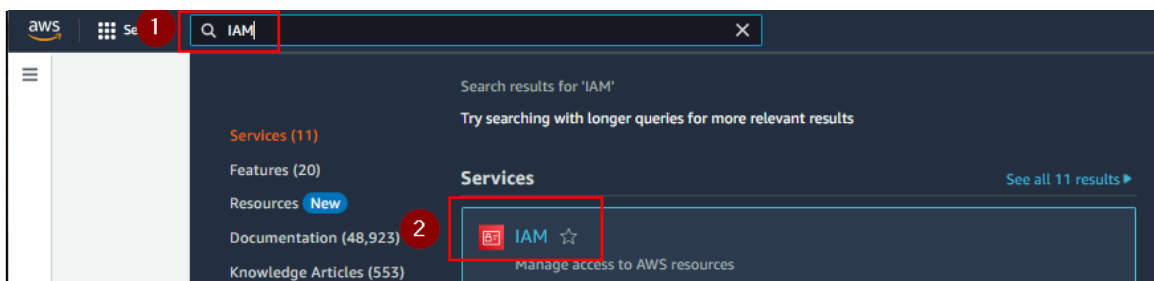 aws
Se
1
IAM
Search results for 'IAM'
Try searching with longer queries for more relevant results
Services (11)
Features (20)
Services
See all 11 results
Resources New
2
IAM
Documentation (48,923)
Manage access to AWS resources
Knowledge Articles (553)